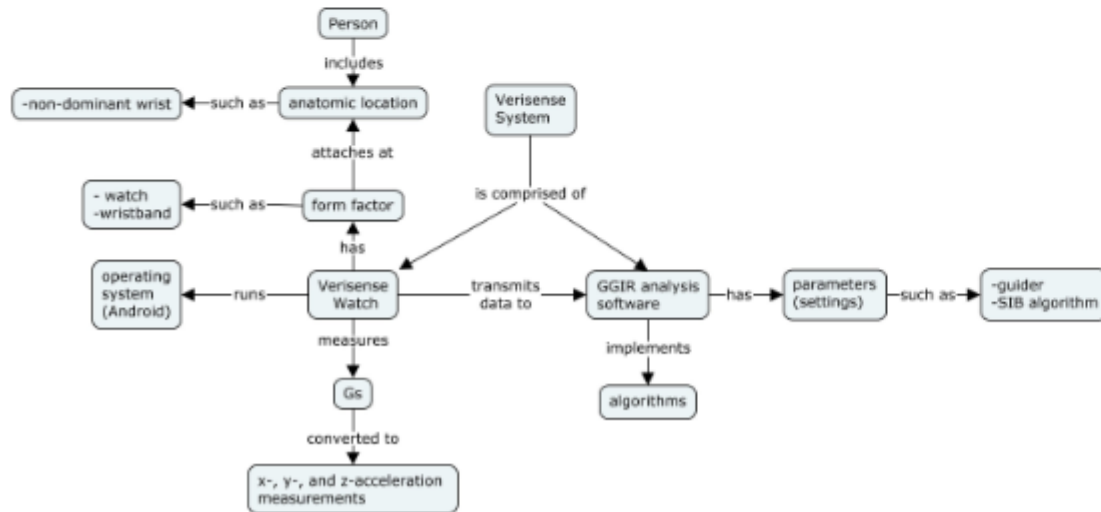 Person
includes
-non-dominant wrist
such as
anatomic location
Verisense
System
attaches at
- watch
-wristband
such as
form factor
is comprised of
has
operating
system
(Android)
runs
Verisense
Watch
transmits
data to
GGIR analysis
software
has
parameters
(settings)
such as
-guider
-SIB algorithm
measures
implements
Gs
algorithms
converted to
x-, y-, and z-acceleration
measurements